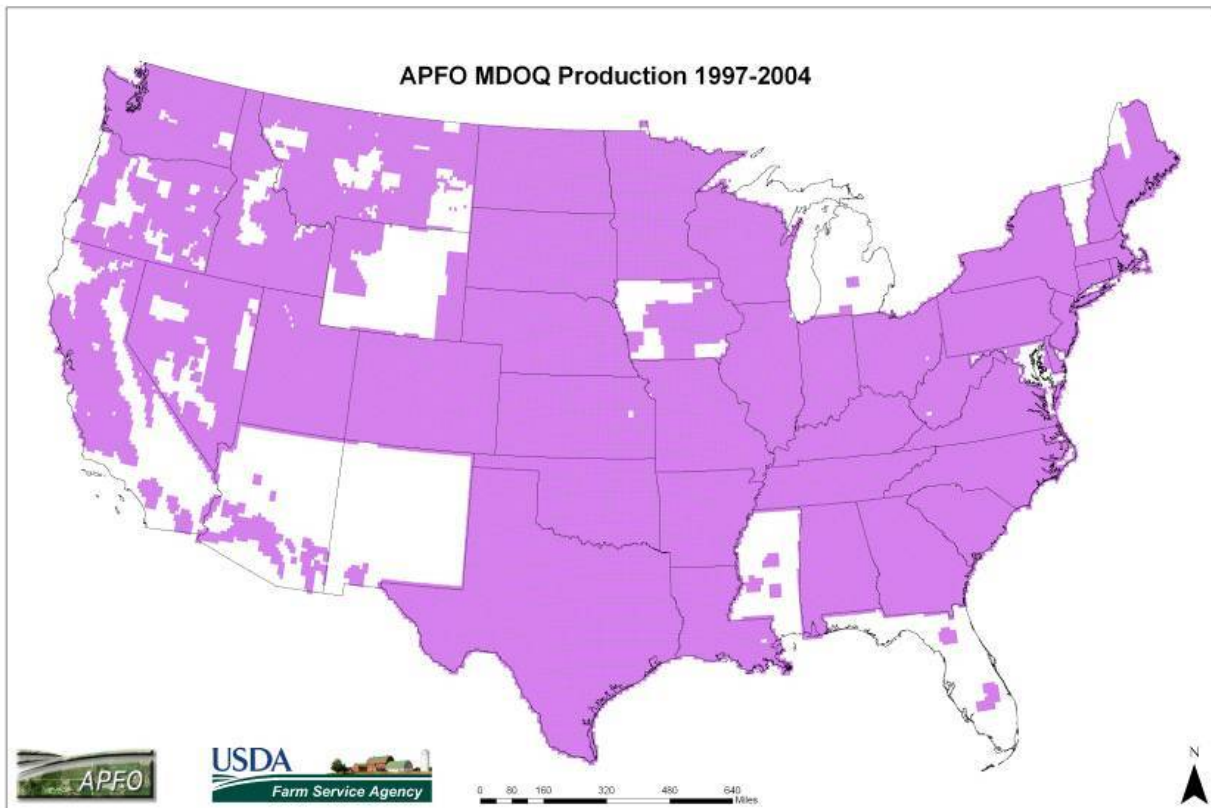 APFO MDOQ Production 1997-2004
APFO
USDA
Farm Service Agency
0 80 160 320 480 640
Miles
N